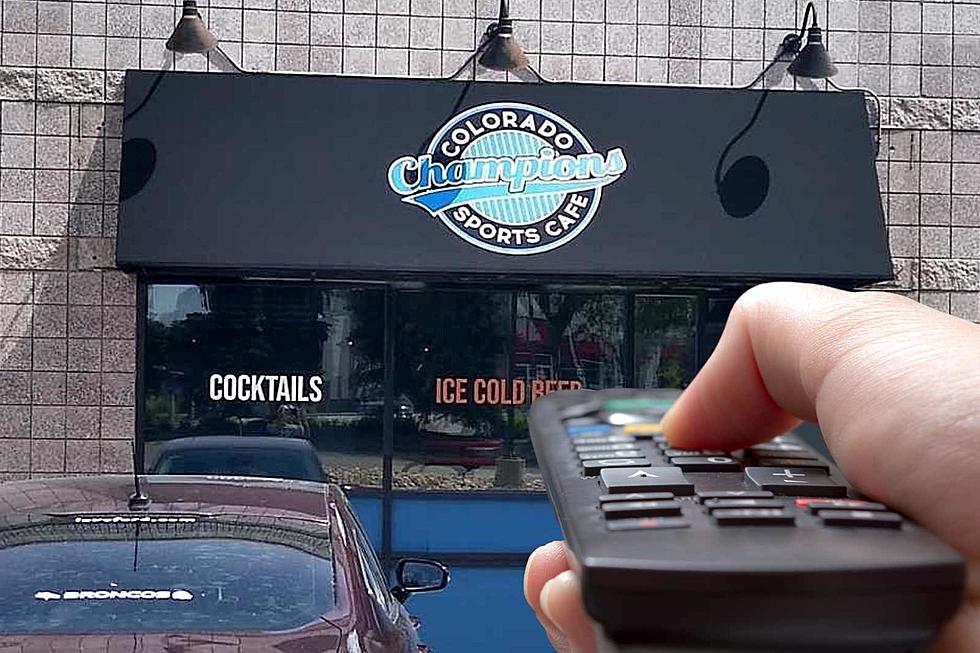 COLORADO
Champions
SPORTS CAFE
COCKTAILS
ICE COLD BEER
BRONCOS